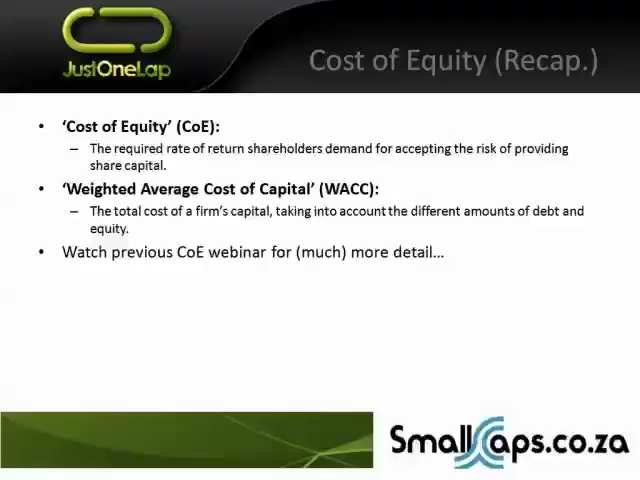 JustOneLap
Cost of Equity (Recap.)
• ‘Cost of Equity’ (CoE):
– The required rate of return shareholders demand for accepting the risk of providing
share capital.
• ‘Weighted Average Cost of Capital’ (WACC):
– The total cost of a firm’s capital, taking into account the different amounts of debt and
equity.
• Watch previous CoE webinar for (much) more detail…
SmallCaps.co.za